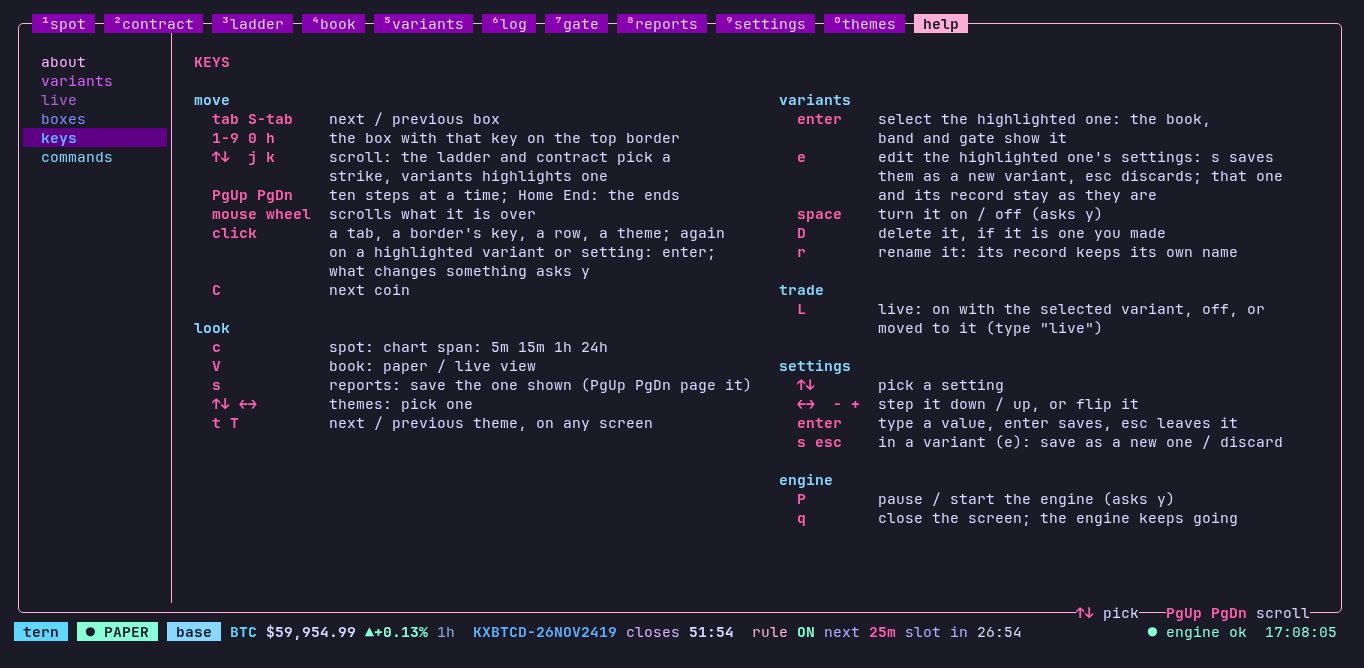 ¹spot ²contract ³ladder ⁴book ⁵variants ⁶log ⁷gate ⁸reports ⁹settings ⁰themes help
about
variants
live
boxes
keys
commands
KEYS
move
tab S-tab next / previous box
1-9 0 h the box with that key on the top border
↑↓ j k scroll: the ladder and contract pick a
strike, variants highlights one
PgUp PgDn ten steps at a time; Home End: the ends
mouse wheel scrolls what it is over
click a tab, a border's key, a row, a theme; again
on a highlighted variant or setting: enter;
what changes something asks y
C next coin
look
c spot: chart span: 5m 15m 1h 24h
V book: paper / live view
s reports: save the one shown (PgUp PgDn page it)
↑↓ ←→ themes: pick one
t T next / previous theme, on any screen
variants
enter select the highlighted one: the book,
band and gate show it
e edit the highlighted one's settings: s saves
them as a new variant, esc discards; that one
and its record stay as they are
space turn it on / off (asks y)
D delete it, if it is one you made
r rename it: its record keeps its own name
trade
L live: on with the selected variant, off, or
moved to it (type "live")
settings
↑↓ pick a setting
←→ - + step it down / up, or flip it
enter type a value, enter saves, esc leaves it
s esc in a variant (e): save as a new one / discard
engine
P pause / start the engine (asks y)
q close the screen; the engine keeps going
↑↓ pick PgUp PgDn scroll
tern ● PAPER base BTC $59,954.99 ▲+0.13% 1h KXBTCD-26NOV2419 closes 51:54 rule ON next 25m slot in 26:54 ● engine ok 17:08:05